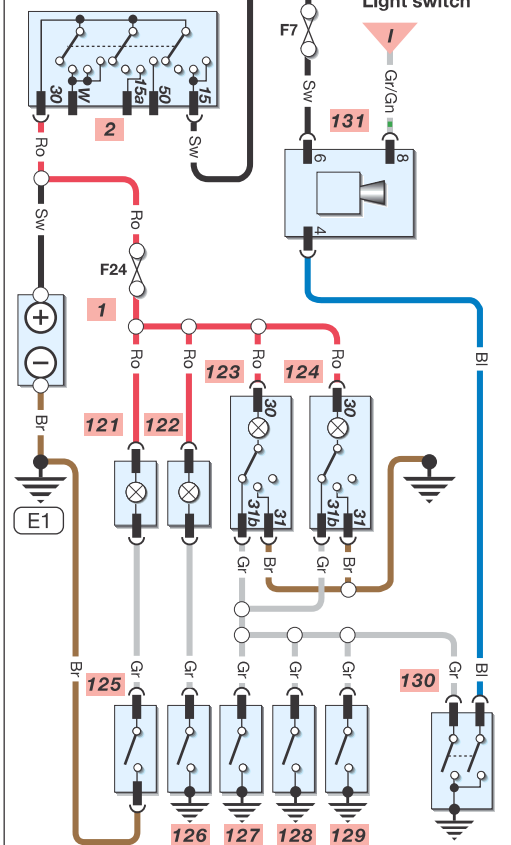 Light switch
F7
I
Gr/Gn
30
W
15a
50
15
2
Ro
Sw
Sw
131
6
8
4
Sw
Ro
F24
1
+
−
Ro
Ro
Ro
Ro
123
124
Bl
30
30
Br
121
122
31b
31
31b
31
E1
Gr
Br
Gr
Br
Br
Gr
Gr
Gr
Gr
Gr
Gr
Bl
125
130
126
127
128
129